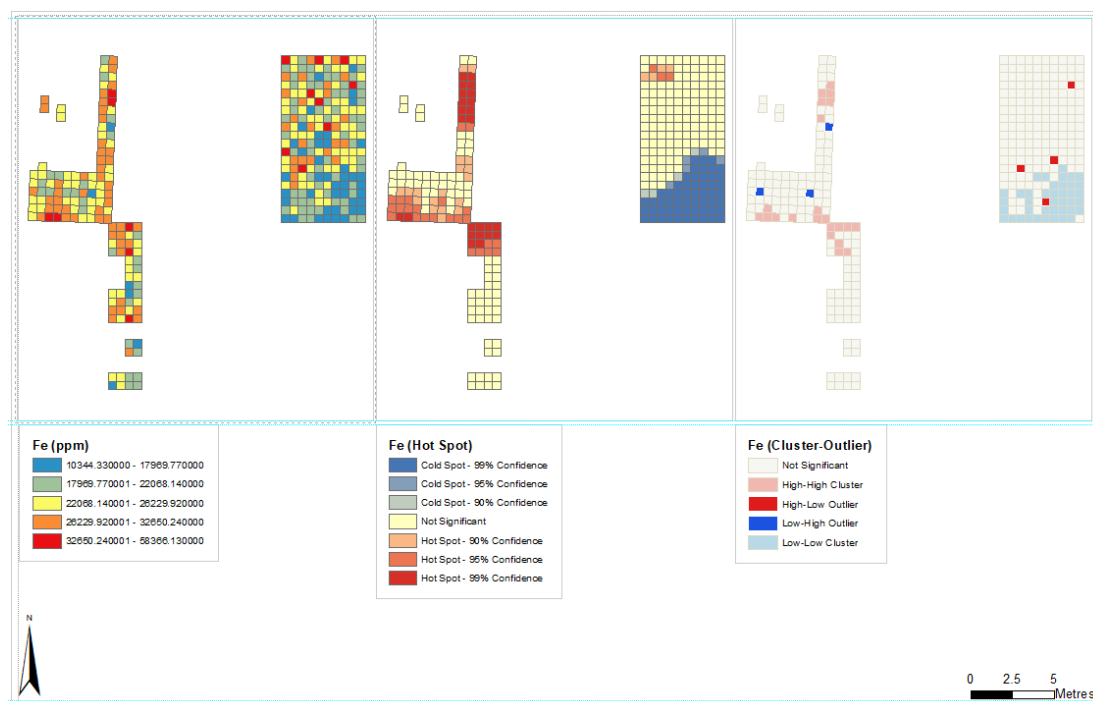 Fe (ppm)
10344.330000 - 17969.770000
17969.770001 - 22068.140000
22068.140001 - 26229.920000
26229.920001 - 32650.240000
32650.240001 - 58366.130000
Fe (Hot Spot)
Cold Spot - 99% Confidence
Cold Spot - 95% Confidence
Cold Spot - 90% Confidence
Not Significant
Hot Spot - 90% Confidence
Hot Spot - 95% Confidence
Hot Spot - 99% Confidence
Fe (Cluster-Outlier)
Not Significant
High-High Cluster
High-Low Outlier
Low-High Outlier
Low-Low Cluster
N
0 2.5 5
Metres